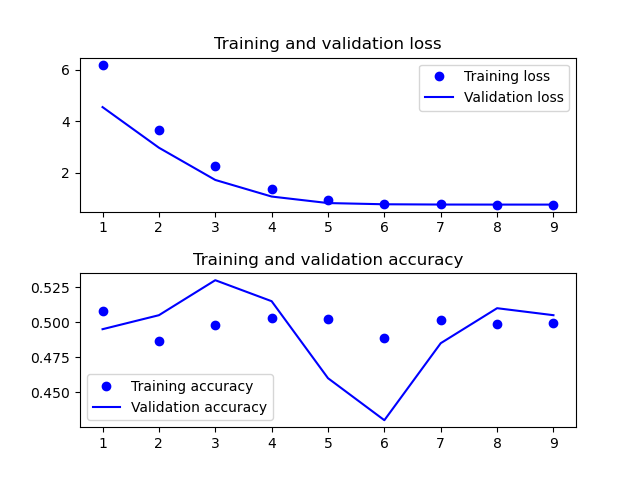 Training and validation loss
6
4
2
Training loss
Validation loss
1 2 3 4 5 6 7 8 9
Training and validation accuracy
0.525
0.500
0.475
0.450
Training accuracy
Validation accuracy
1 2 3 4 5 6 7 8 9